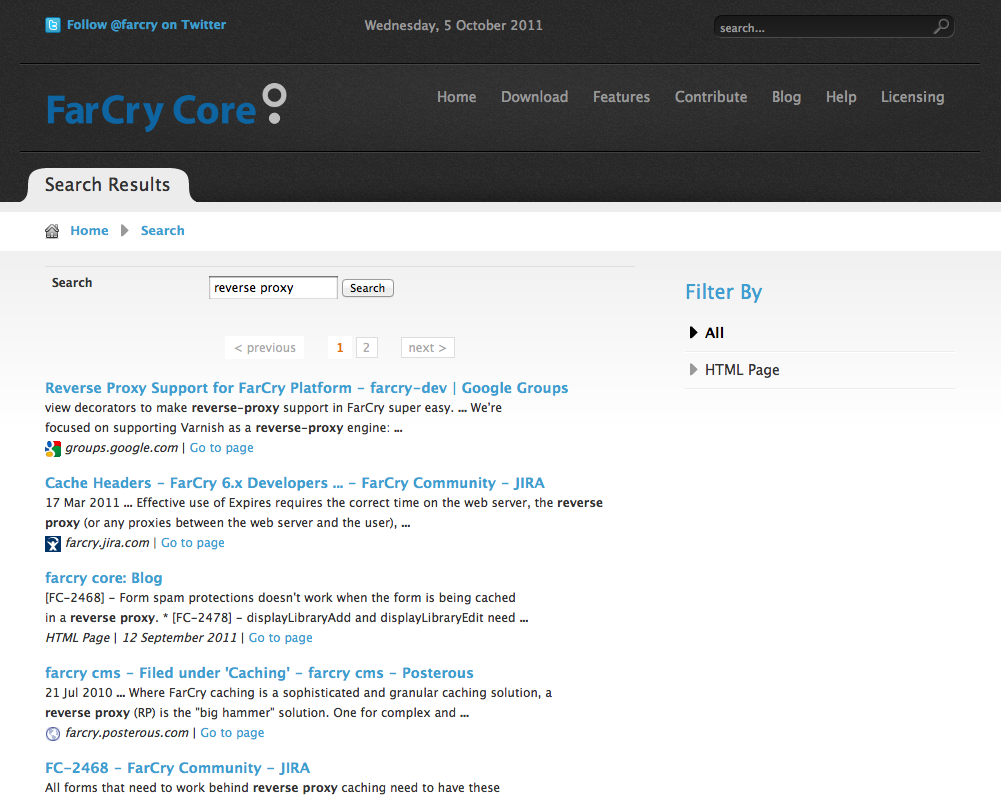 Follow @farcry on Twitter
Wednesday, 5 October 2011
search...
FarCry Core
Home Download Features Contribute Blog Help Licensing
Search Results
Home Search
Search reverse proxy Search
Filter By
All
HTML Page
< previous 1 2 next >
Reverse Proxy Support for FarCry Platform - farcry-dev | Google Groups
view decorators to make reverse-proxy support in FarCry super easy. ... We're
focused on supporting Varnish as a reverse-proxy engine: ...
groups.google.com | Go to page
Cache Headers - FarCry 6.x Developers ... - FarCry Community - JIRA
17 Mar 2011 ... Effective use of Expires requires the correct time on the web server, the reverse
proxy (or any proxies between the web server and the user), ...
farcry.jira.com | Go to page
farcry core: Blog
[FC-2468] - Form spam protections doesn't work when the form is being cached
in a reverse proxy. * [FC-2478] - displayLibraryAdd and displayLibraryEdit need ...
HTML Page | 12 September 2011 | Go to page
farcry cms - Filed under 'Caching' - farcry cms - Posterous
21 Jul 2010 ... Where FarCry caching is a sophisticated and granular caching solution, a
reverse proxy (RP) is the "big hammer" solution. One for complex and ...
farcry.posterous.com | Go to page
FC-2468 - FarCry Community - JIRA
All forms that need to work behind reverse proxy caching need to have these